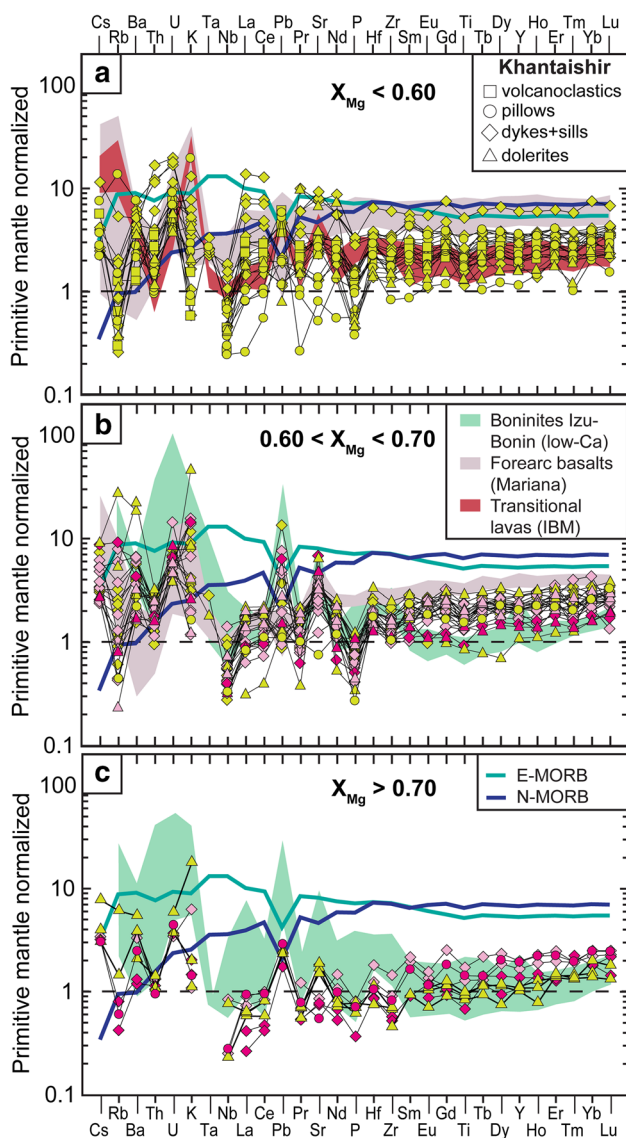 Cs Ba U Ta La Pb Sr P Zr Eu Ti Dy Ho Tm Lu
Rb Th K Nb Ce Pr Nd Hf Sm Gd Tb Y Er Yb
a
X Mg < 0.60
Khantaishir
volcanoclastics
pillows
dykes+sills
dolerites
Primitive mantle normalized
100
10
1
0.1
b
0.60 < X Mg < 0.70
Boninites Izu-
Bonin (low-Ca)
Forearc basalts
(Mariana)
Transitional
lavas (IBM)
Primitive mantle normalized
100
10
1
0.1
c
X Mg > 0.70
E-MORB
N-MORB
Primitive mantle normalized
100
10
1
0.1
Rb Th K Nb Ce Pr Nd Hf Sm Gd Tb Y Er Yb
Cs Ba U Ta La Pb Sr P Zr Eu Ti Dy Ho Tm Lu